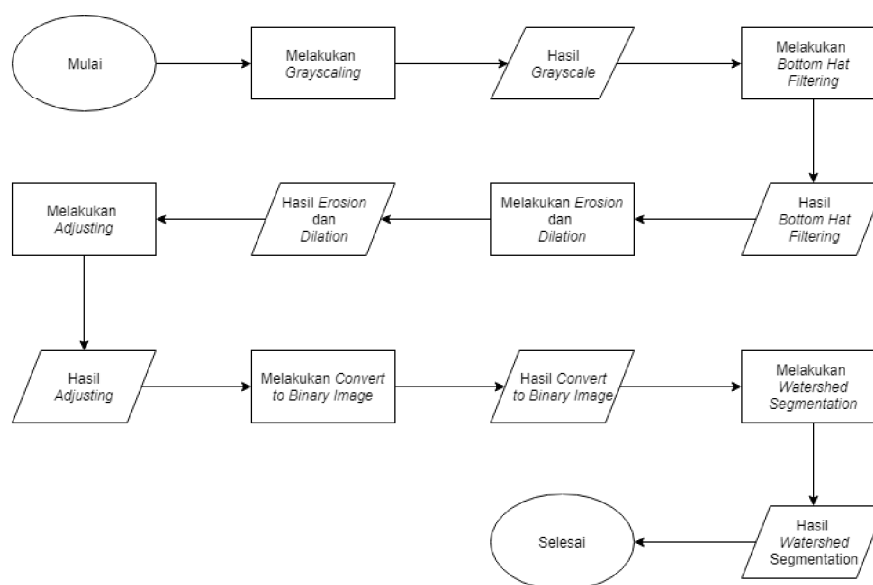 Mulai
Melakukan
Grayscaling
Hasil
Grayscale
Melakukan
Bottom Hat
Filtering
Hasil
Bottom Hat
Filtering
Melakukan Erosion
dan
Dilation
Hasil Erosion
dan
Dilation
Melakukan
Adjusting
Hasil
Adjusting
Melakukan Convert
to Binary Image
Hasil Convert
to Binary Image
Melakukan
Watershed
Segmentation
Hasil
Watershed
Segmentation
Selesai